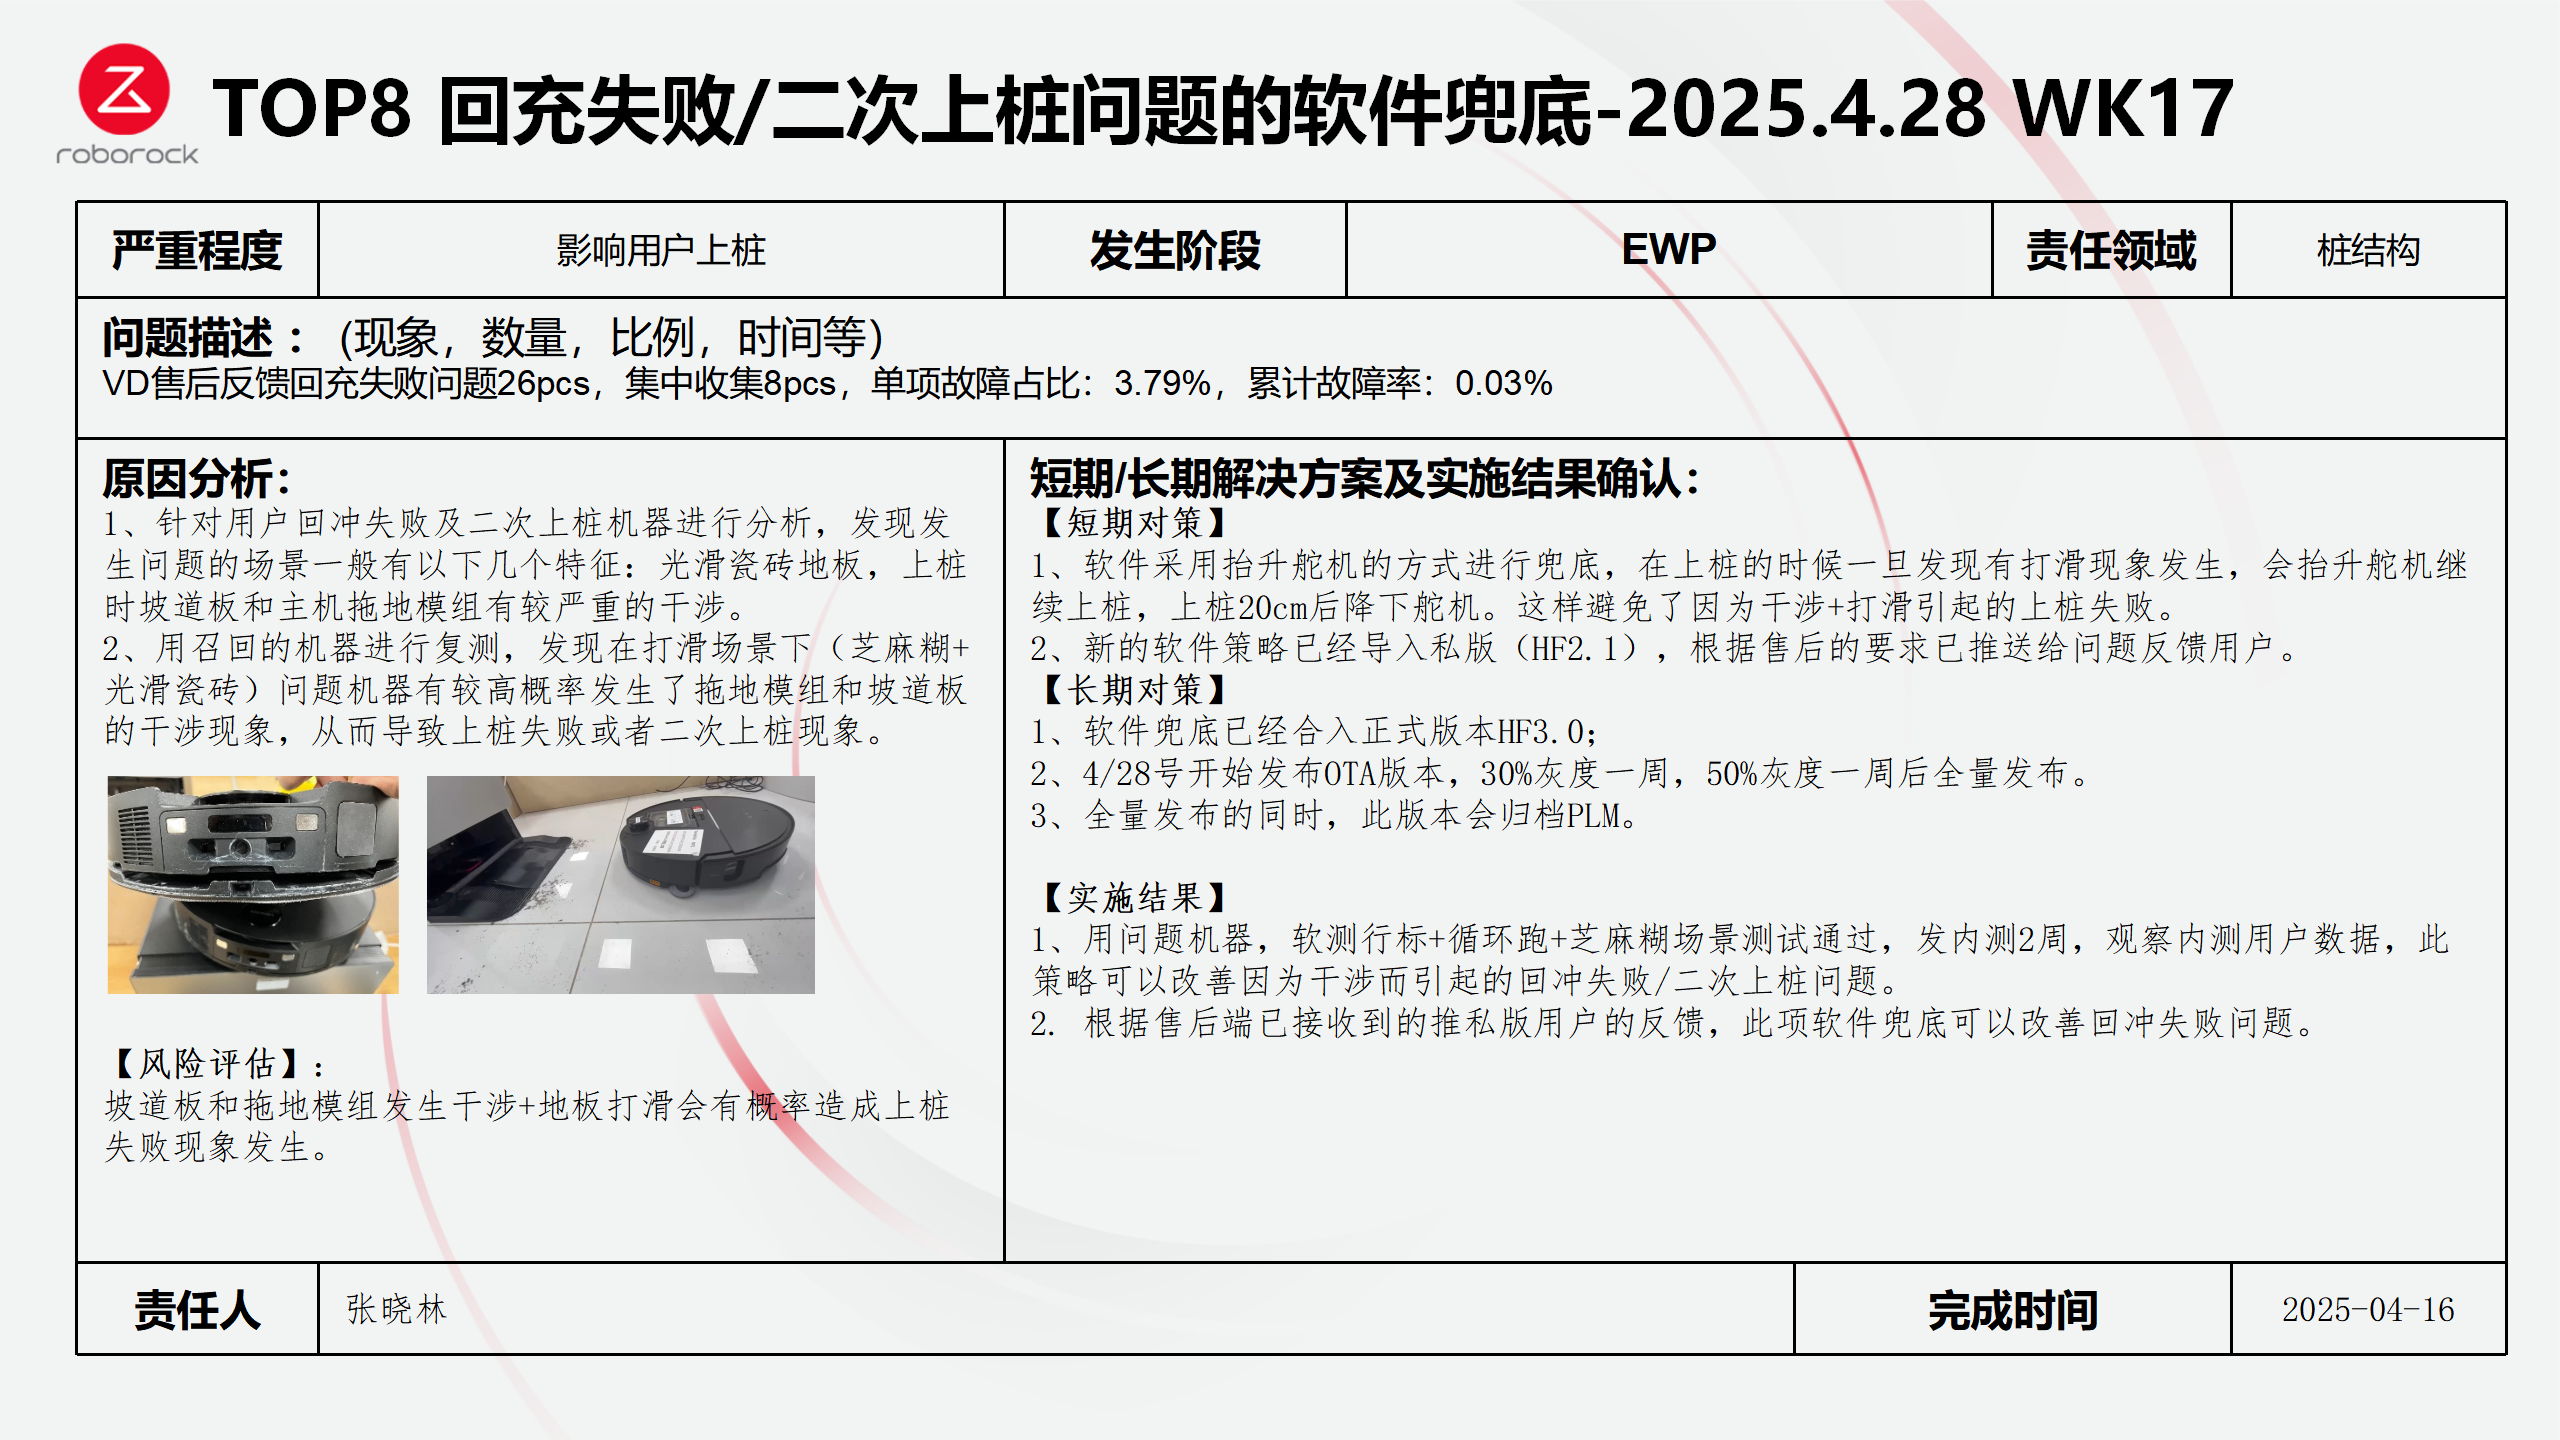 roborock
TOP8 回充失败/二次上桩问题的软件兜底-2025.4.28 WK17
严重程度
影响用户上桩
发生阶段
EWP
责任领域
桩结构
问题描述 ：（现象，数量，比例，时间等）
VD售后反馈回充失败问题26pcs，集中收集8pcs，单项故障占比：3.79%，累计故障率：0.03%
原因分析：
1、针对用户回冲失败及二次上桩机器进行分析，发现发
生问题的场景一般有以下几个特征：光滑瓷砖地板，上桩
时坡道板和主机拖地模组有较严重的干涉。
2、用召回的机器进行复测，发现在打滑场景下（芝麻糊+
光滑瓷砖）问题机器有较高概率发生了拖地模组和坡道板
的干涉现象，从而导致上桩失败或者二次上桩现象。
【风险评估】：
坡道板和拖地模组发生干涉+地板打滑会有概率造成上桩
失败现象发生。
短期/长期解决方案及实施结果确认：
【短期对策】
1、软件采用抬升舵机的方式进行兜底，在上桩的时候一旦发现有打滑现象发生，会抬升舵机继
续上桩，上桩20cm后降下舵机。这样避免了因为干涉+打滑引起的上桩失败。
2、新的软件策略已经导入私版（HF2.1），根据售后的要求已推送给问题反馈用户。
【长期对策】
1、软件兜底已经合入正式版本HF3.0；
2、4/28号开始发布OTA版本，30%灰度一周，50%灰度一周后全量发布。
3、全量发布的同时，此版本会归档PLM。
【实施结果】
1、用问题机器，软测行标+循环跑+芝麻糊场景测试通过，发内测2周，观察内测用户数据，此
策略可以改善因为干涉而引起的回冲失败/二次上桩问题。
2. 根据售后端已接收到的推私版用户的反馈，此项软件兜底可以改善回冲失败问题。
责任人
张晓林
完成时间
2025-04-16